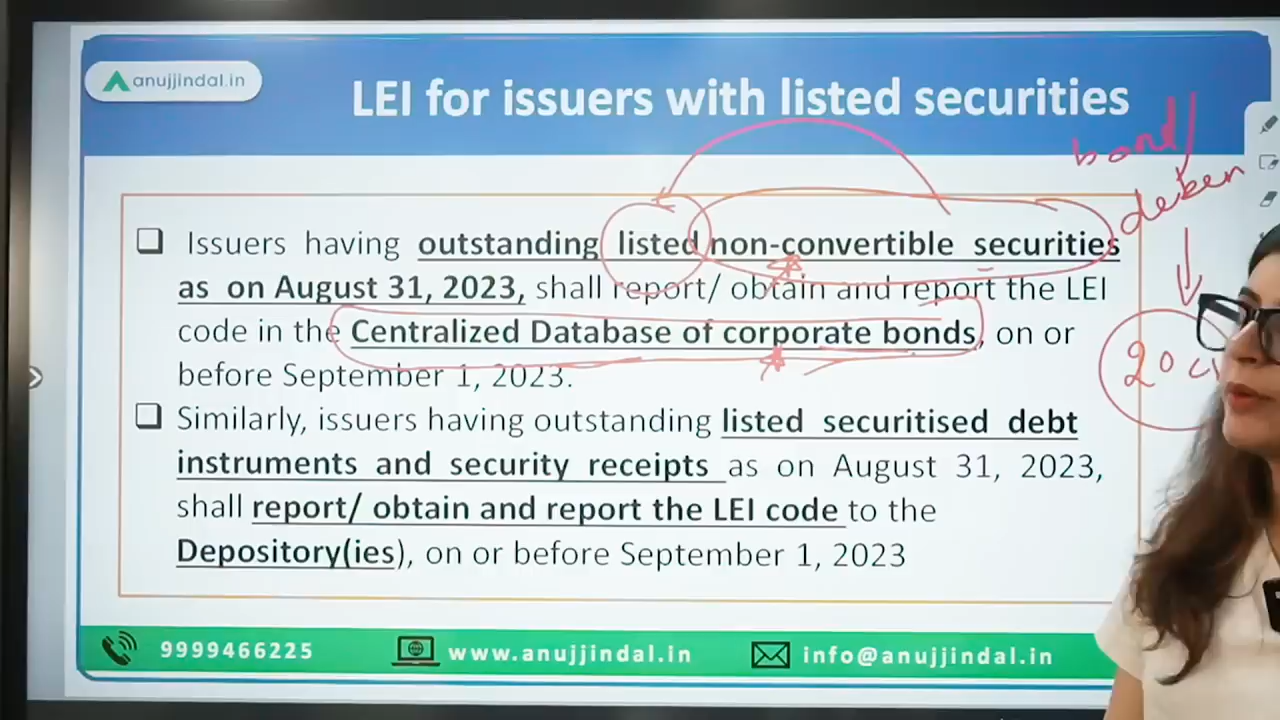 anujjindal.in
LEI for issuers with listed securities
bond/
deben
20 cr
Issuers having outstanding listed non-convertible securities
as on August 31, 2023, shall report/ obtain and report the LEI
code in the Centralized Database of corporate bonds, on or
before September 1, 2023.
Similarly, issuers having outstanding listed securitised debt
instruments and security receipts as on August 31, 2023,
shall report/ obtain and report the LEI code to the
Depository(ies), on or before September 1, 2023
9999466225
www.anujjindal.in
info@anujjindal.in